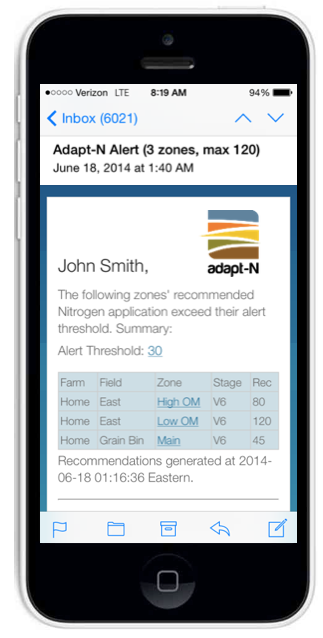 Verizon LTE 8:19 AM 94%
Inbox (6021)
Adapt-N Alert (3 zones, max 120)
June 18, 2014 at 1:40 AM
adapt-N
John Smith,
The following zones' recommended
Nitrogen application exceed their alert
threshold. Summary:
Alert Threshold: 30
Farm Field Zone Stage Rec
Home East High OM V6 80
Home East Low OM V6 120
Home Grain Bin Main V6 45
Recommendations generated at 2014-
06-18 01:16:36 Eastern.